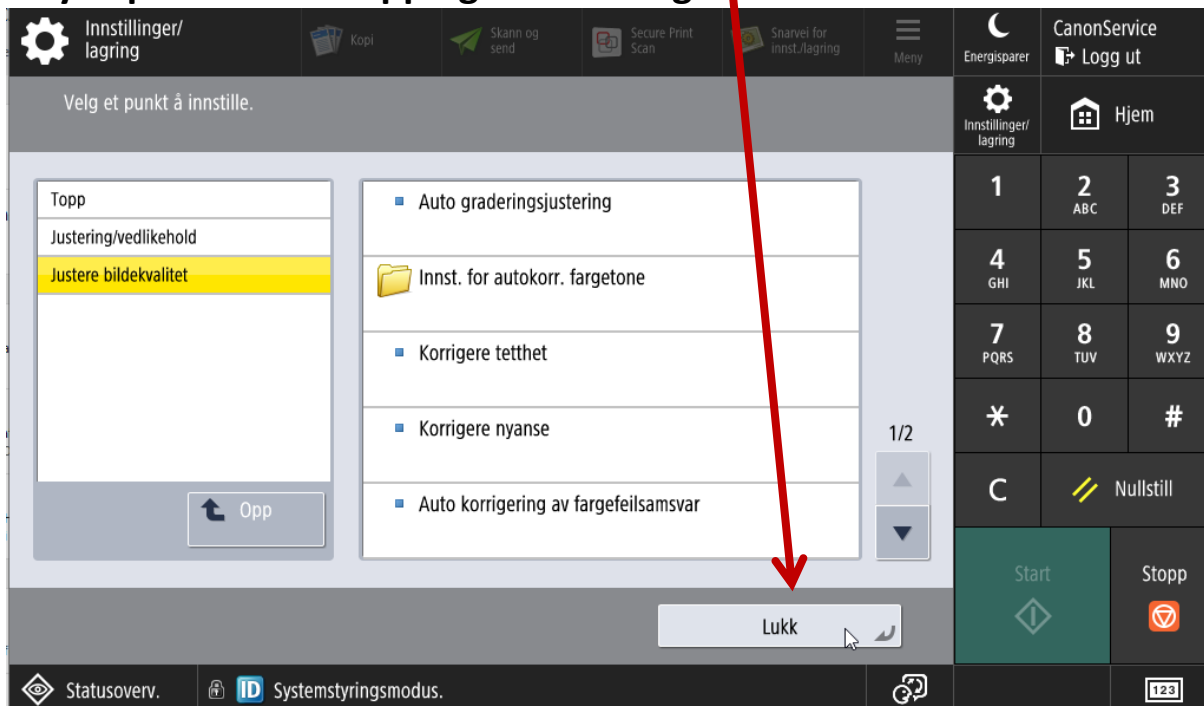 Innstillinger/
lagring
Kopi
Skann og
send
Secure Print
Scan
Snarvei for
innst./lagring
Meny
Energisparer
CanonService
Logg ut
Velg et punkt å innstille.
Innstillinger/
lagring
Hjem
Topp
Justering/vedlikehold
Justere bildekvalitet
Opp
Auto graderingsjustering
Innst. for autokorr. fargetone
Korrigere tetthet
Korrigere nyanse
Auto korrigering av fargefeilsamsvar
1/2
Lukk
1
2
ABC
3
DEF
4
GHI
5
JKL
6
MNO
7
PQRS
8
TUV
9
WXYZ
0
#
C
Nullstill
Start
Stopp
Statusoverv.
ID Systemstyringsmodus.
123